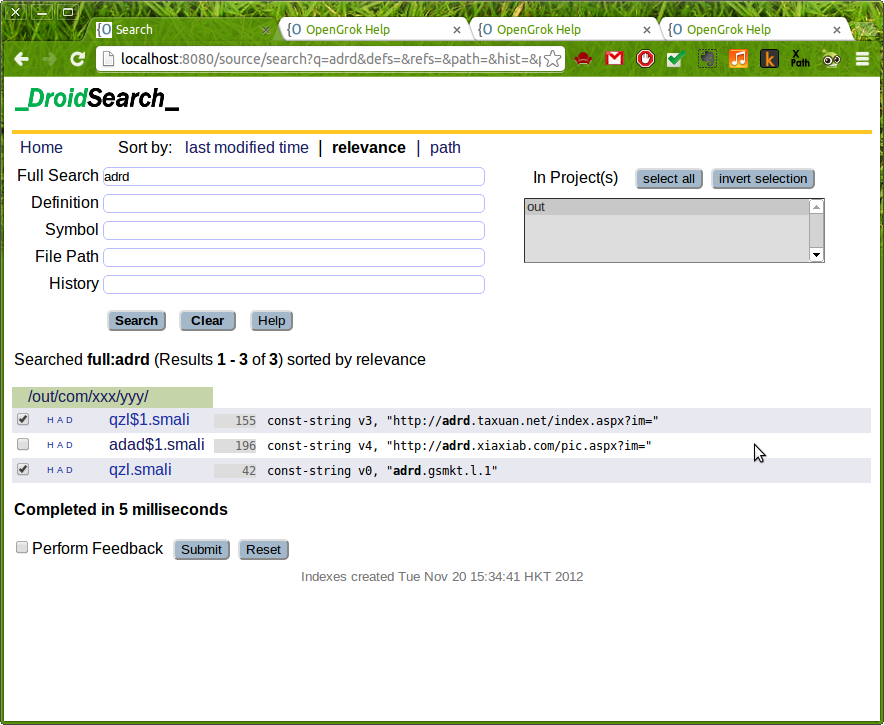 Search
OpenGrok Help
OpenGrok Help
OpenGrok Help
localhost:8080/source/search?q=adrd&defs=&refs=&path=&hist=&
_DroidSearch_
Home Sort by: last modified time | relevance | path
Full Search adrd
In Project(s) select all invert selection
out
Definition
Symbol
File Path
History
Search Clear Help
Searched full:adrd (Results 1 - 3 of 3) sorted by relevance
/out/com/xxx/yyy/
H A D qzl$1.smali 155 const-string v3, "http://adrd.taxuan.net/index.aspx?im="
H A D adad$1.smali 196 const-string v4, "http://adrd.xiaxiab.com/pic.aspx?im="
H A D qzl.smali 42 const-string v0, "adrd.gsmkt.l.1"
Completed in 5 milliseconds
Perform Feedback Submit Reset
Indexes created Tue Nov 20 15:34:41 HKT 2012